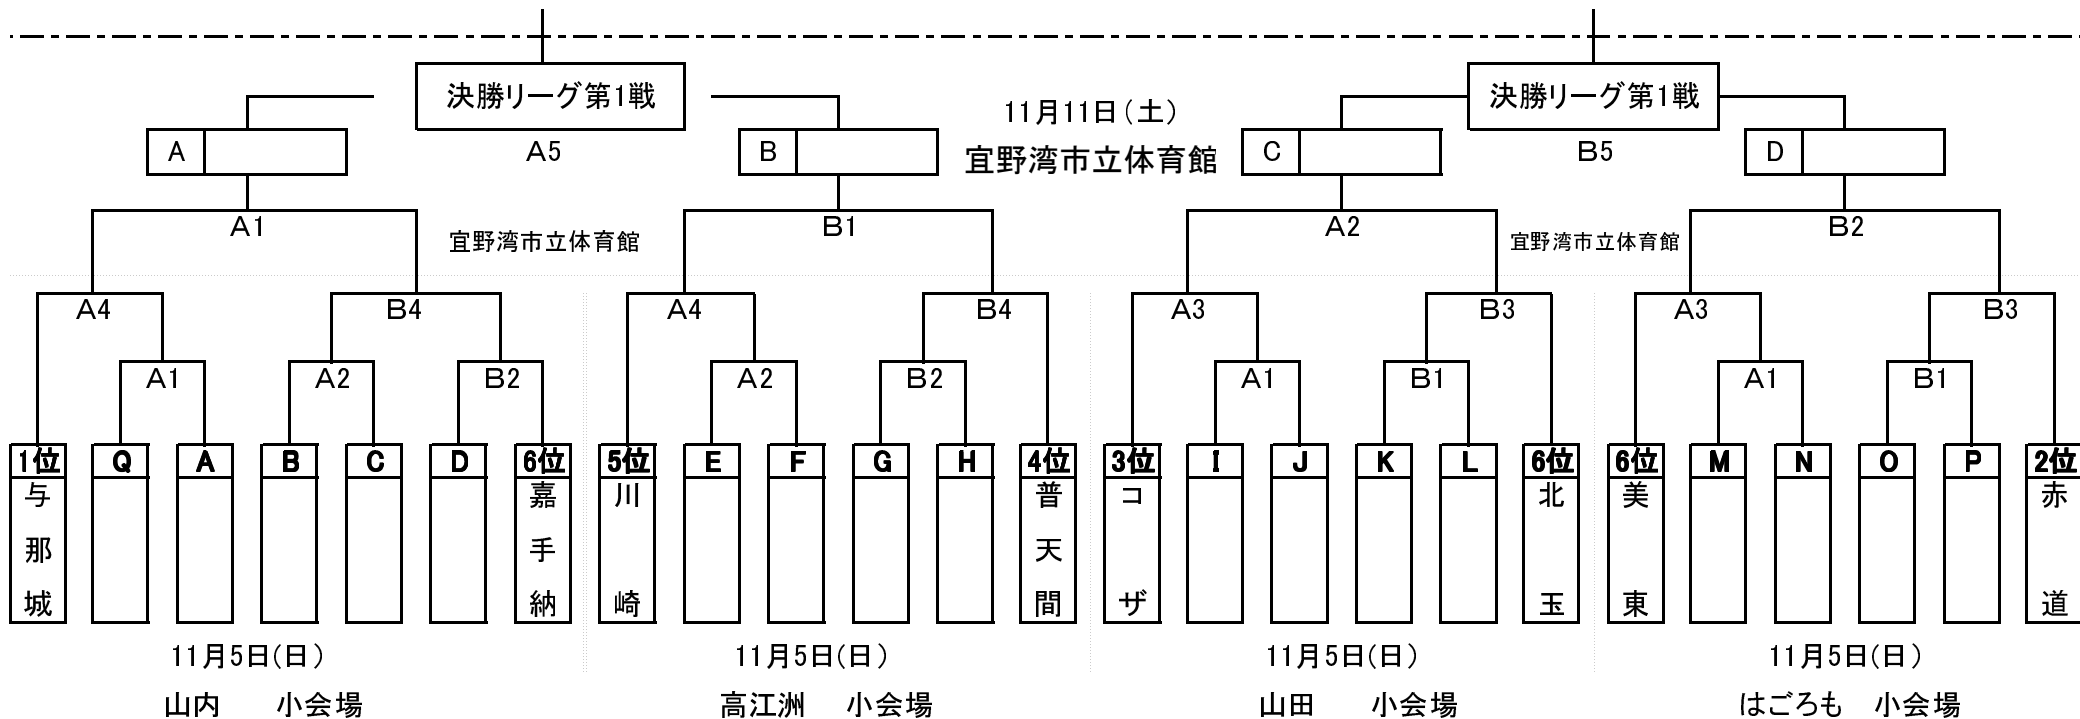 決勝リーグ第1戦 決勝リーグ第1戦
11月11日（土）
A B C D
A5 宜野湾市立体育館 B5
A1 B1 A2 B2
宜野湾市立体育館 宜野湾市立体育館
A4 B4 A4 B4 A3 B3 A3 B3
A1 A2 B2 A2 B2 A1 B1 A1 B1
1位 Q A B C D 6位 5位 E F G H 4位 3位 I J K L 6位 6位 M N O P 2位
与那城 嘉手納 川崎 普天間 コザ 北玉 美東 赤道
11月5日(日) 11月5日(日) 11月5日(日) 11月5日(日)
山内 小会場 高江洲 小会場 山田 小会場 はごろも 小会場